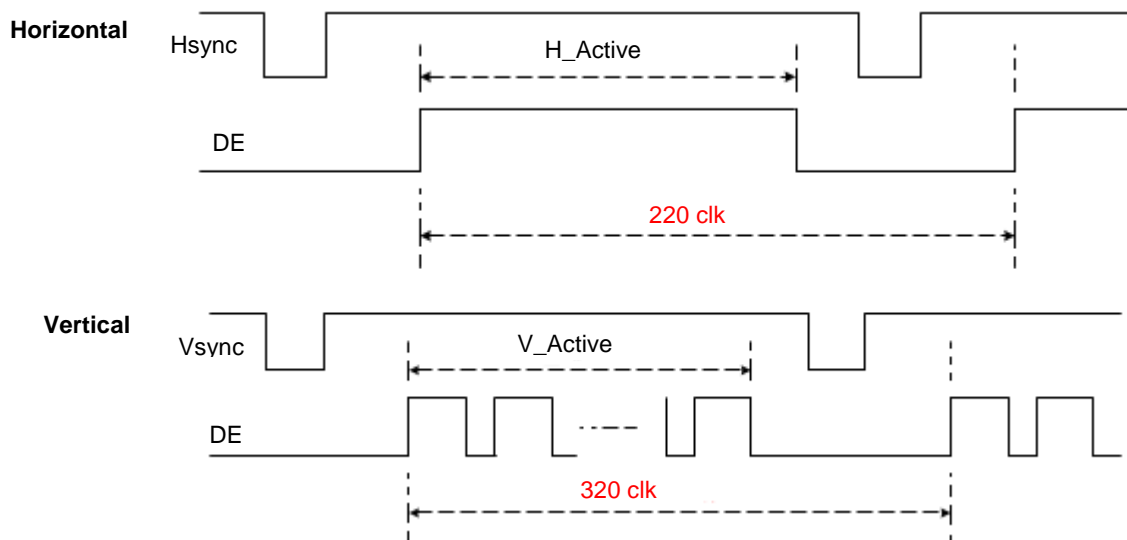 Horizontal
Hsync
H_Active
DE
220 clk
Vertical
Vsync
V_Active
DE
320 clk